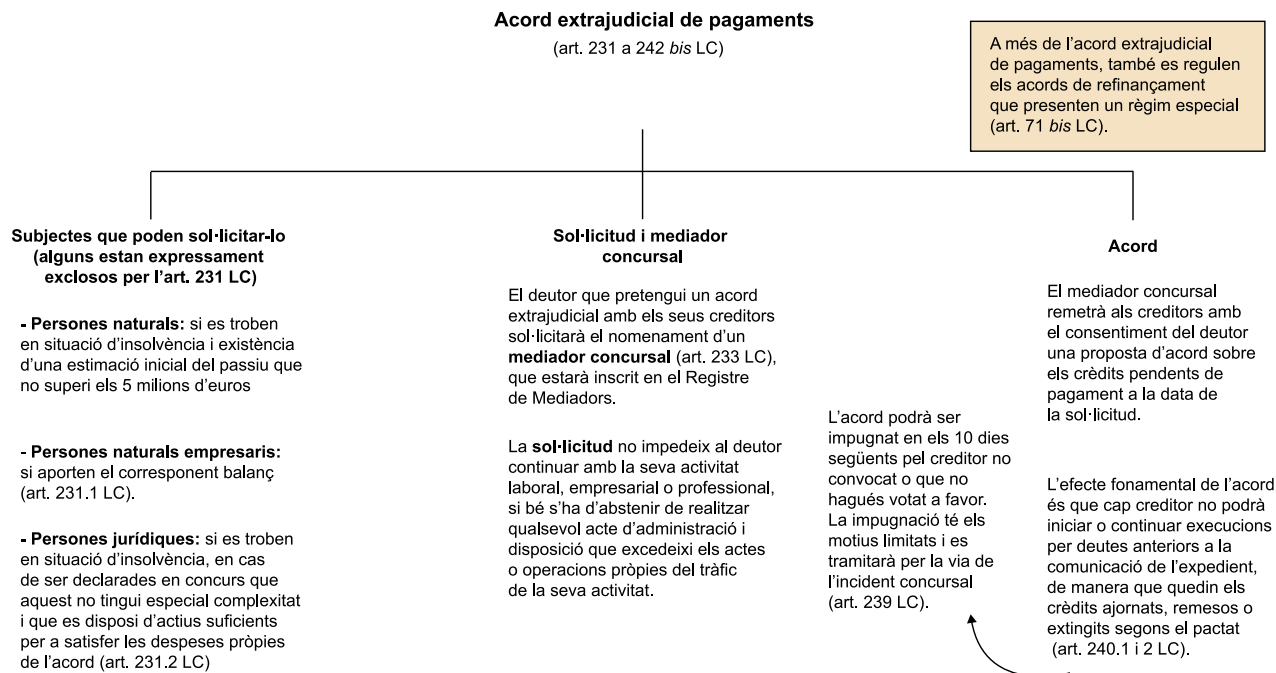 Acord extrajudicial de pagaments
(art. 231 a 242 bis LC)
A més de l'acord extrajudicial
de pagaments, també es regulen
els acords de refinançament
que presenten un règim especial
(art. 71 bis LC).
Subjectes que poden sol·licitar-lo
(alguns estan expressament
exclosos per l'art. 231 LC)
- Persones naturals: si es troben
en situació d'insolvència i existència
d'una estimació inicial del passiu que
no superi els 5 milions d'euros
- Persones naturals empresaris:
si aporten el corresponent balanç
(art. 231.1 LC).
- Persones jurídiques: si es troben
en situació d'insolvència, en cas
de ser declarades en concurs que
aquest no tingui especial complexitat
i que es disposi d'actius suficients
per a satisfer les despeses pròpies
de l'acord (art. 231.2 LC)
Sol·licitud i mediador
concursal
El deutor que pretengui un acord
extrajudicial amb els seus creditors
sol·licitarà el nomenament d'un
mediador concursal (art. 233 LC),
que estarà inscrit en el Registre
de Mediadors.
La sol·licitud no impedeix al deutor
continuar amb la seva activitat
laboral, empresarial o professional,
si bé s'ha d'abstenir de realitzar
qualsevol acte d'administració i
disposició que excedeixi els actes
o operacions pròpies del tràfic
de la seva activitat.
L'acord podrà ser
impugnat en els 10 dies
següents pel creditor no
convocat o que no
hagués votat a favor.
La impugnació té els
motius limitats i es
tramitarà per la via de
l'incident concursal
(art. 239 LC).
Acord
El mediador concursal
remetrà als creditors amb
el consentiment del deutor
una proposta d'acord sobre
els crèdits pendents de
pagament a la data de
la sol·licitud.
L'efecte fonamental de l'acord
és que cap creditor no podrà
iniciar o continuar execucions
per deutes anteriors a la
comunicació de l'expedient,
de manera que quedin els
crèdits ajornats, remesos o
extingits segons el pactat
(art. 240.1 i 2 LC).